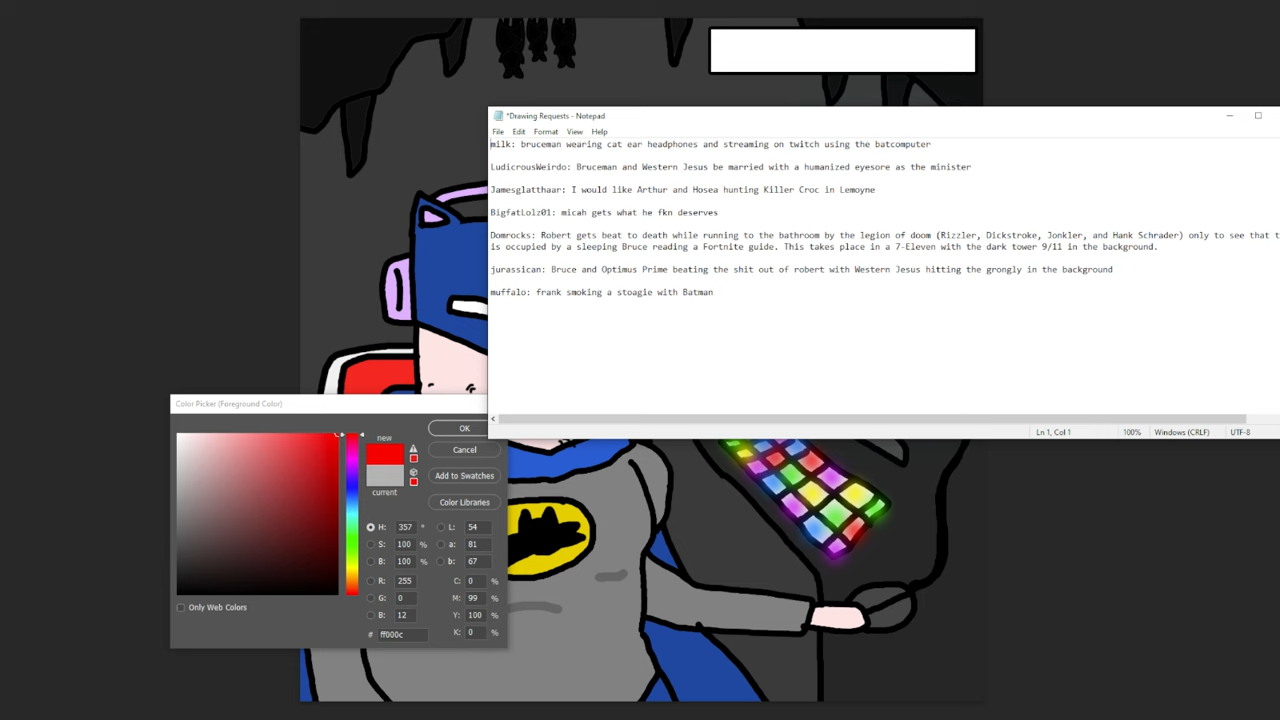 *Drawing Requests - Notepad
File Edit Format View Help
milk: bruceman wearing cat ear headphones and streaming on twitch using the batcomputer
LudicrousWeirdo: Bruceman and Western Jesus be married with a humanized eyesore as the minister
Jamesglatthaar: I would like Arthur and Hosea hunting Killer Croc in Lemoyne
BigfatLolz01: micah gets what he fkn deserves
Domrocks: Robert gets beat to death while running to the bathroom by the legion of doom (Rizzler, Dickstroke, Jonkler, and Hank Schrader) only to see that t
is occupied by a sleeping Bruce reading a Fortnite guide. This takes place in a 7-Eleven with the dark tower 9/11 in the background.
jurassican: Bruce and Optimus Prime beating the shit out of robert with Western Jesus hitting the grongly in the background
muffalo: frank smoking a stoagie with Batman
Ln 1, Col 1 100% Windows (CRLF) UTF-8
Color Picker (Foreground Color)
new
current
OK
Cancel
Add to Swatches
Color Libraries
H: 357 ° L: 54
S: 100 % a: 81
B: 100 % b: 67
R: 255 C: 0 %
G: 0 M: 99 %
B: 12 Y: 100 %
# ff000c K: 0 %
Only Web Colors